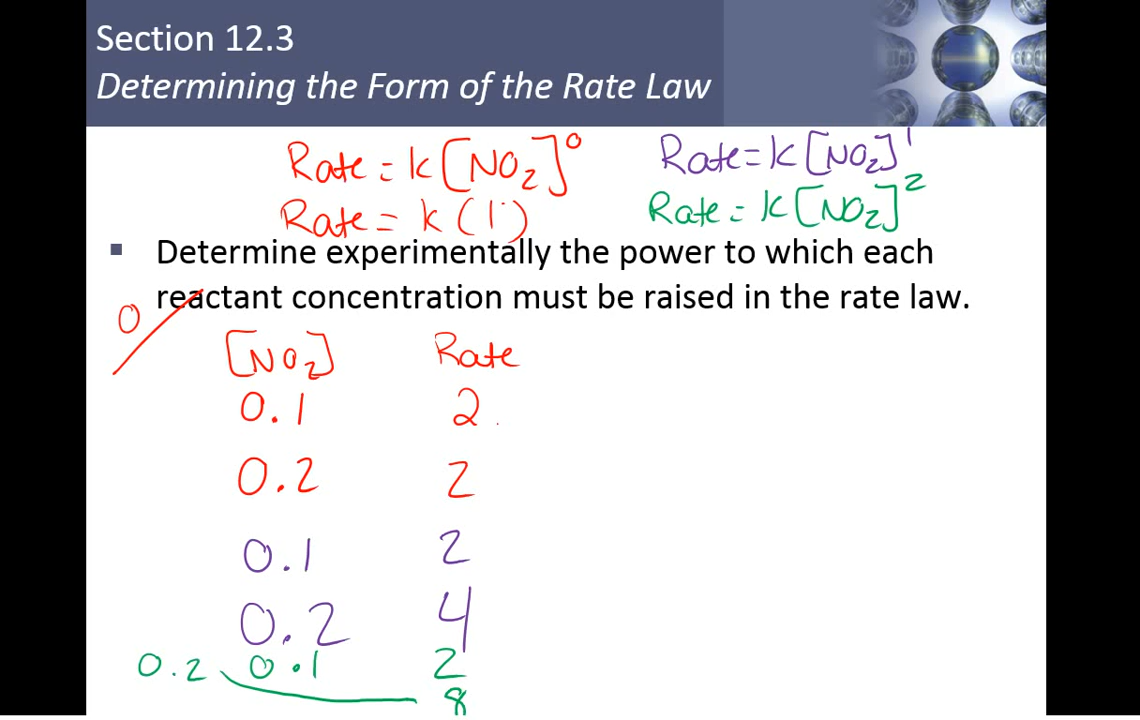 Section 12.3
Determining the Form of the Rate Law
Rate = k [NO₂]⁰ Rate = k [NO₂]¹
Rate = k (1) Rate = k [NO₂]²
▪ Determine experimentally the power to which each
reactant concentration must be raised in the rate law.
0
[NO₂] Rate
0.1 2
0.2 2
0.1 2
0.2 4
0.2 0.1 2
8